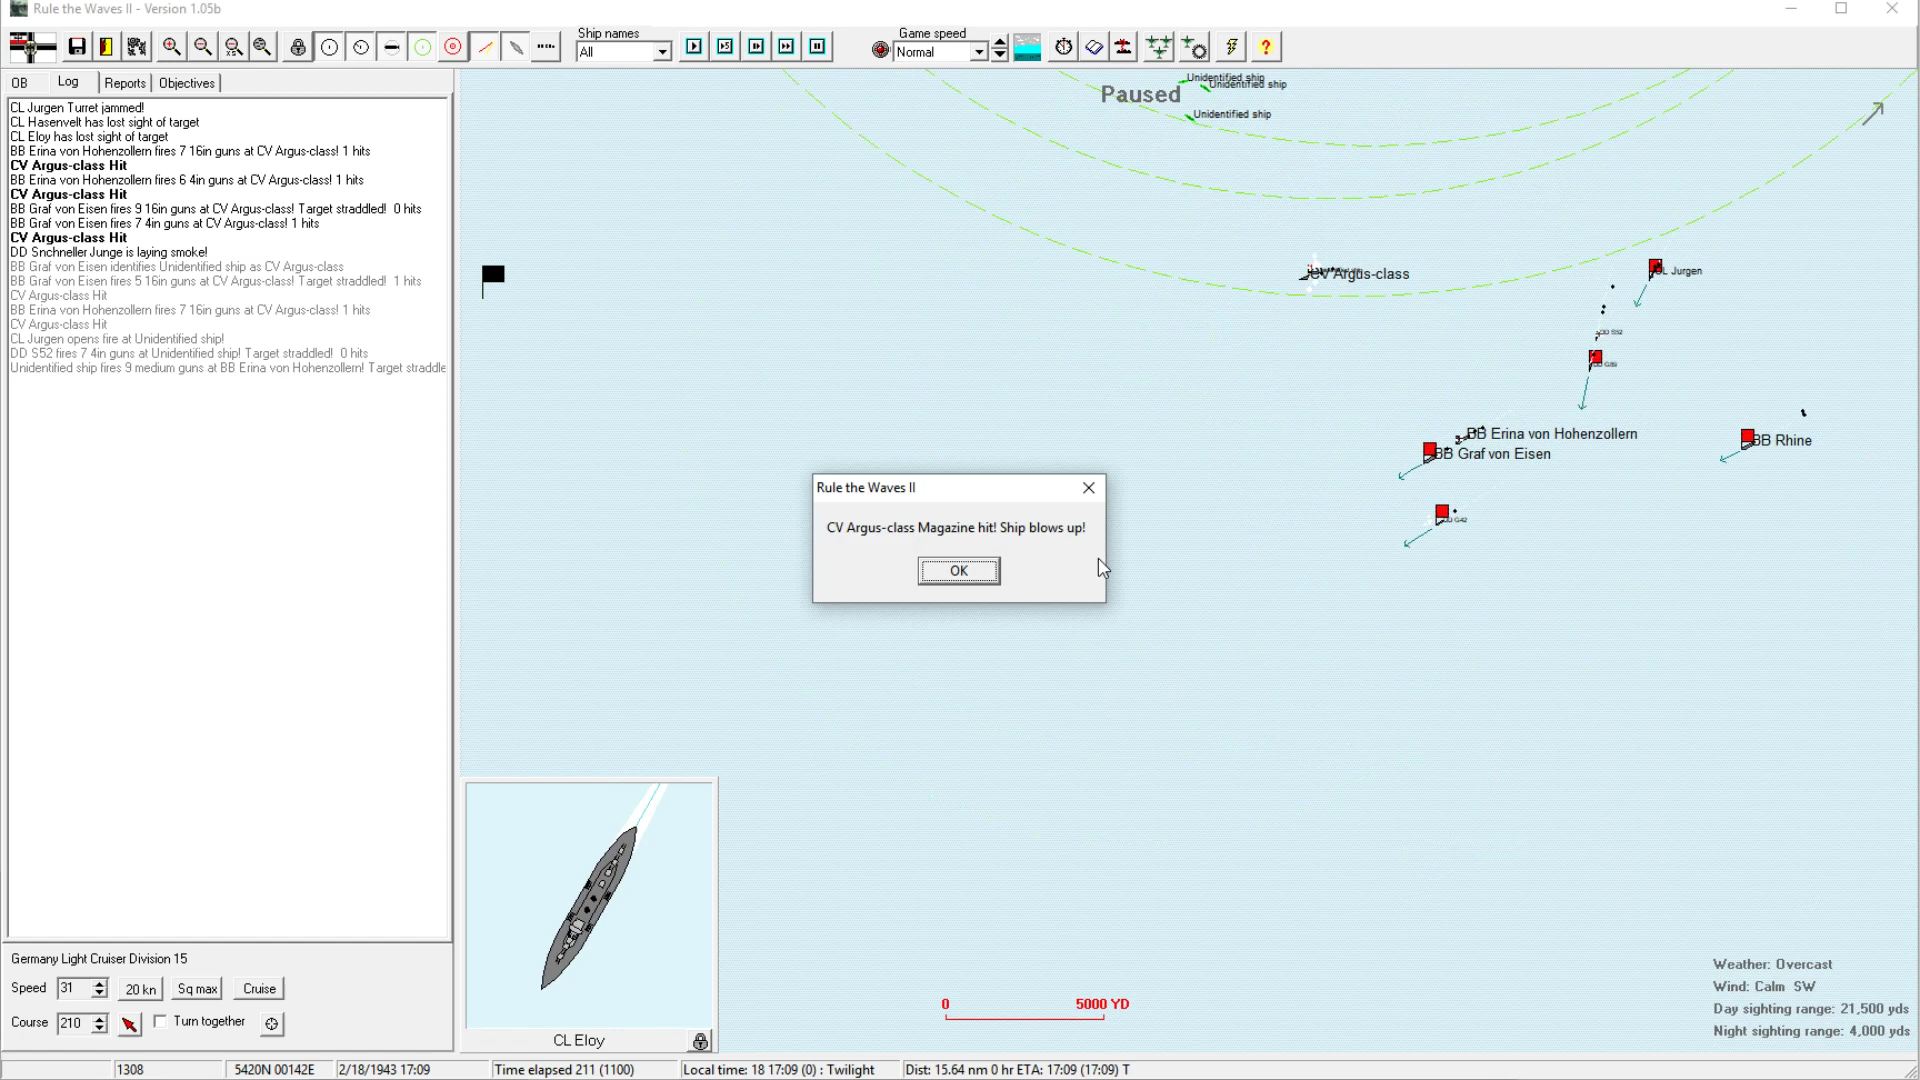 Rule the Waves II - Version 1.05b
Ship names
All
Game speed
Normal
OB
Log
Reports
Objectives
CL Jurgen Turret jammed!
CL Hasenvelt has lost sight of target
CL Eloy has lost sight of target
BB Erina von Hohenzollern fires 7 16in guns at CV Argus-class! 1 hits
CV Argus-class Hit
BB Erina von Hohenzollern fires 6 4in guns at CV Argus-class! 1 hits
CV Argus-class Hit
BB Graf von Eisen fires 9 16in guns at CV Argus-class! Target straddled!  0 hits
BB Graf von Eisen fires 7 4in guns at CV Argus-class! 1 hits
CV Argus-class Hit
DD Snchneller Junge is laying smoke!
BB Graf von Eisen identifies Unidentified ship as CV Argus-class
BB Graf von Eisen fires 5 16in guns at CV Argus-class! Target straddled!  1 hits
CV Argus-class Hit
BB Erina von Hohenzollern fires 7 16in guns at CV Argus-class! 1 hits
CV Argus-class Hit
CL Jurgen opens fire at Unidentified ship!
DD S52 fires 7 4in guns at Unidentified ship! Target straddled!  0 hits
Unidentified ship fires 9 medium guns at BB Erina von Hohenzollern! Target straddle
Unidentified ship
Unidentified ship
Paused
Unidentified ship
CV Argus-class
CL Jurgen
DD S52
BB Erina von Hohenzollern
BB Rhine
BB Graf von Eisen
DD G42
Rule the Waves II
CV Argus-class Magazine hit! Ship blows up!
OK
Germany Light Cruiser Division 15
Speed 31 20 kn Sq max Cruise
Course 210 Turn together
CL Eloy
0 5000 YD
Weather: Overcast
Wind: Calm  SW
Day sighting range: 21,500 yds
Night sighting range: 4,000 yds
1308
5420N 00142E
2/18/1943 17:09
Time elapsed 211 (1100)
Local time: 18 17:09 (0) : Twilight
Dist: 15.64 nm 0 hr ETA: 17:09 (17:09) T